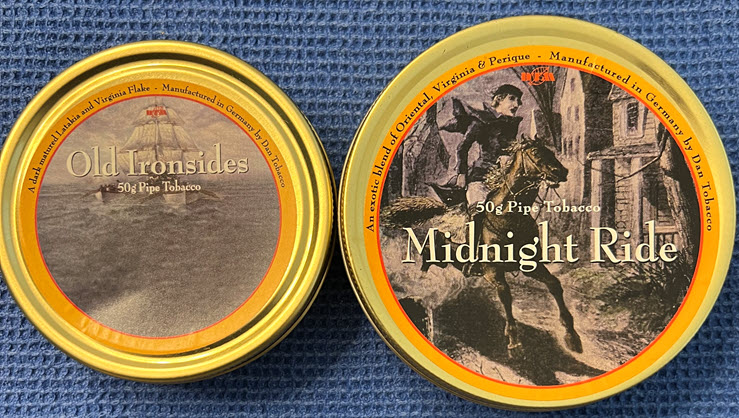 A dark matured Latakia and Virginia Flake - Manufactured in Germany by Dan Tobacco
Old Ironsides
50g Pipe Tobacco
An exotic blend of Oriental, Virginia & Perique - Manufactured in Germany by Dan Tobacco
50g Pipe Tobacco
Midnight Ride